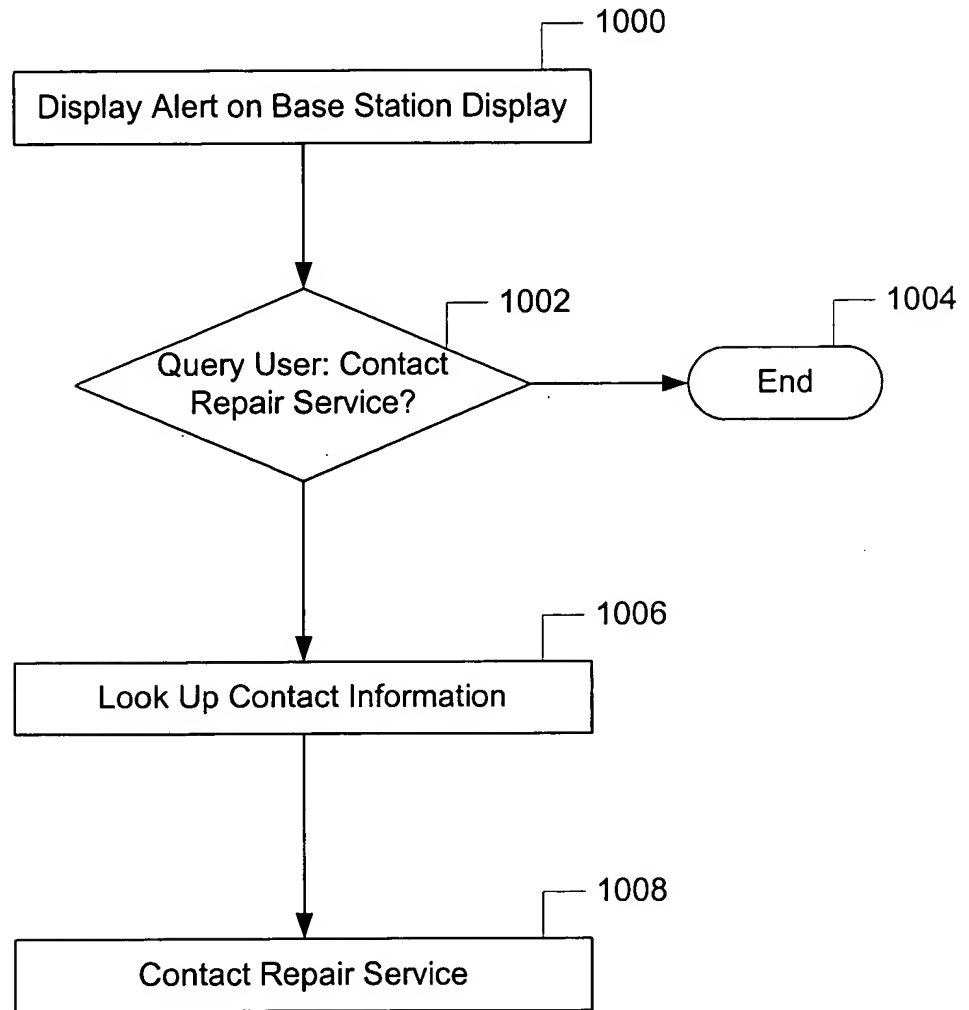 1000
Display Alert on Base Station Display
1002
Query User: Contact
Repair Service?
1004
End
1006
Look Up Contact Information
1008
Contact Repair Service